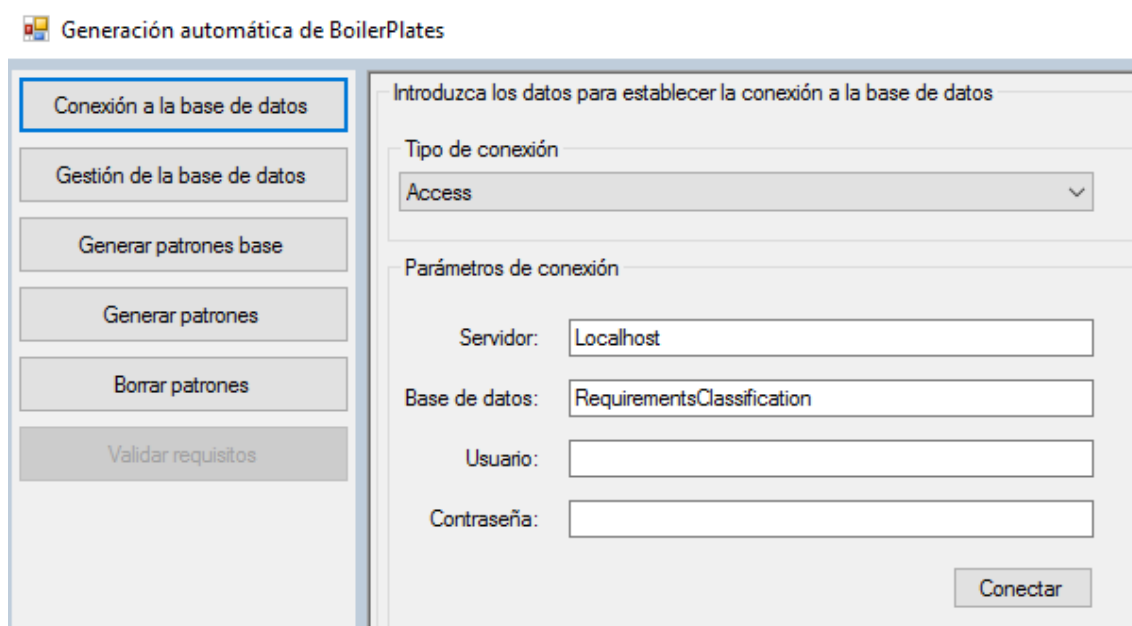 Generación automática de BoilerPlates
Conexión a la base de datos
Gestión de la base de datos
Generar patrones base
Generar patrones
Borrar patrones
Validar requisitos
Introduzca los datos para establecer la conexión a la base de datos
Tipo de conexión
Access
Parámetros de conexión
Servidor: Localhost
Base de datos: RequirementsClassification
Usuario:
Contraseña:
Conectar